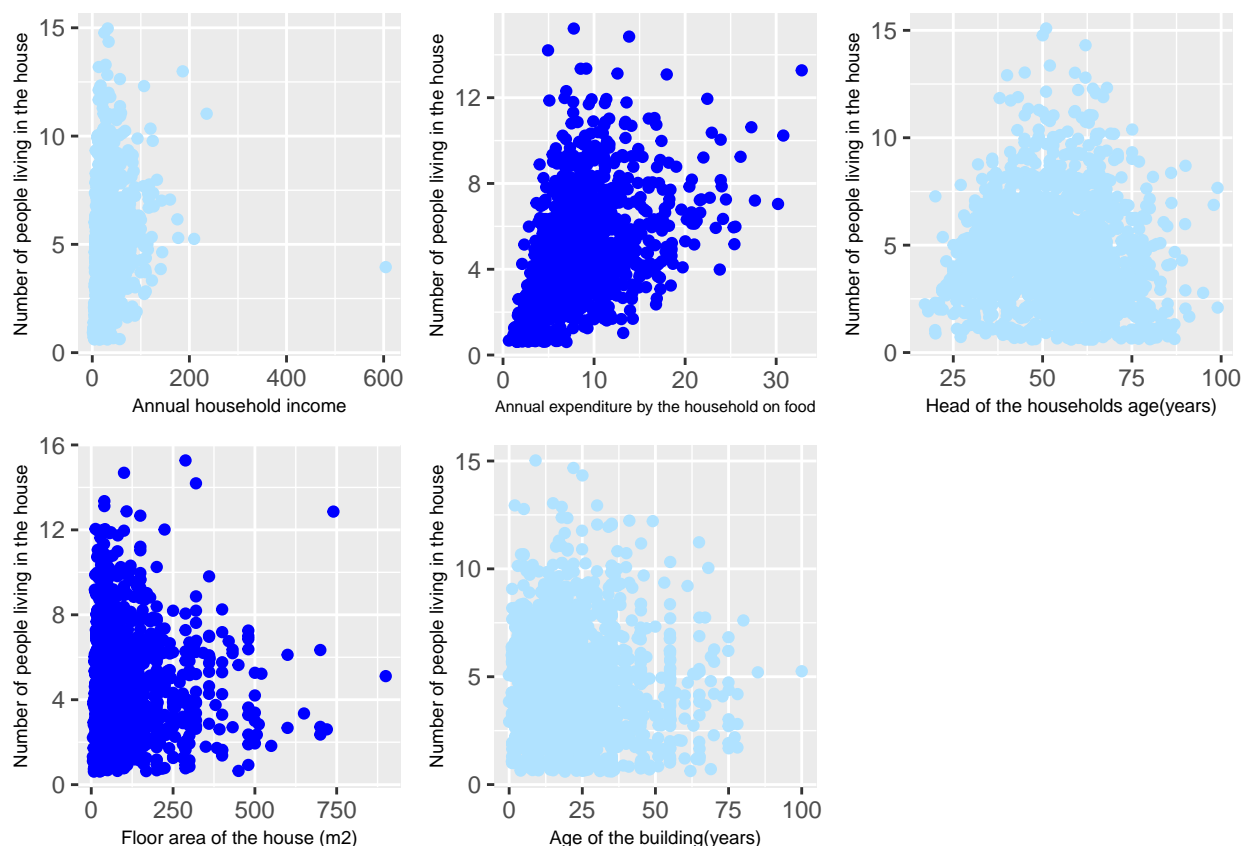 Number of people living in the house
15
10
5
0
0 200 400 600
Annual household income
Number of people living in the house
12
8
4
0
0 10 20 30
Annual expenditure by the household on food
Number of people living in the house
15
10
5
0
25 50 75 100
Head of the households age(years)
Number of people living in the house
16
12
8
4
0
0 250 500 750
Floor area of the house (m2)
Number of people living in the house
15
10
5
0
0 25 50 75 100
Age of the building(years)